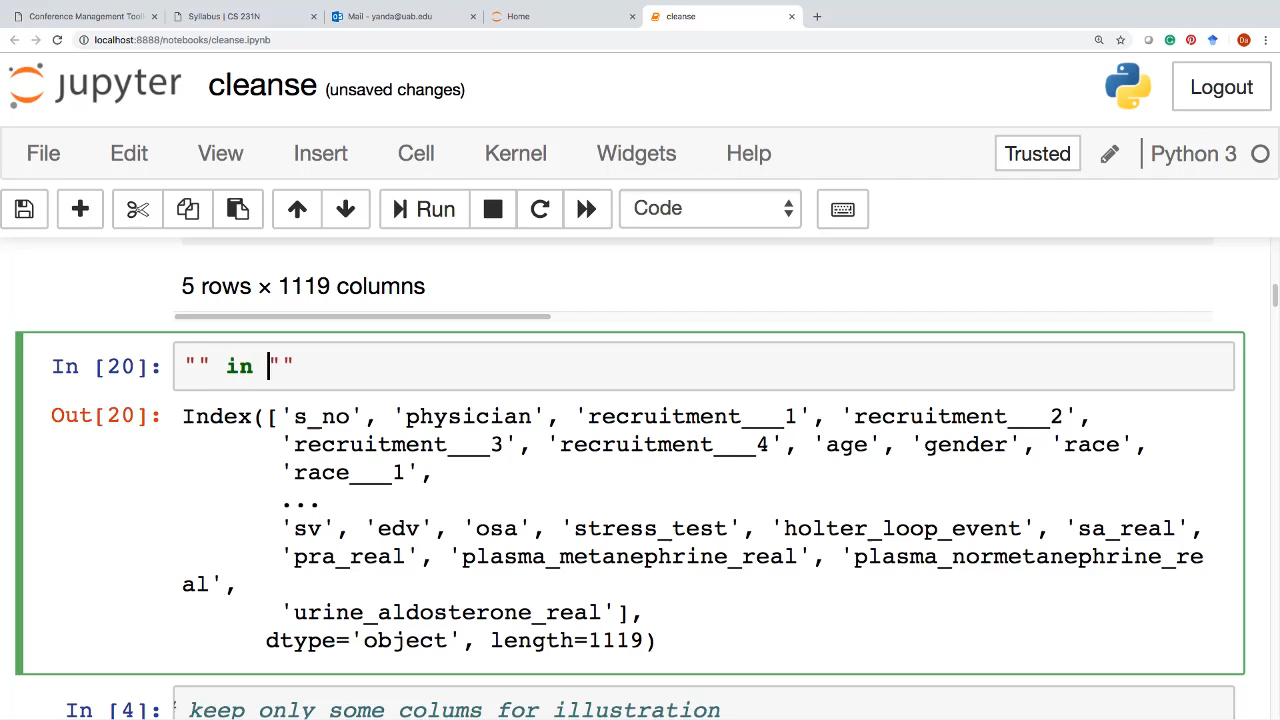 Conference Management Tool
Syllabus | CS 231N
Mail - yanda@uab.edu
Home
cleanse
localhost:8888/notebooks/cleanse.ipynb
Da
jupyter cleanse (unsaved changes)
Logout
File Edit View Insert Cell Kernel Widgets Help
Trusted
Python 3
Run
Code
5 rows × 1119 columns
In [20]: "" in ""
Out[20]: Index(['s_no', 'physician', 'recruitment___1', 'recruitment___2',
'recruitment___3', 'recruitment___4', 'age', 'gender', 'race',
'race___1',
...
'sv', 'edv', 'osa', 'stress_test', 'holter_loop_event', 'sa_real',
'pra_real', 'plasma_metanephrine_real', 'plasma_normetanephrine_re
al',
'urine_aldosterone_real'],
dtype='object', length=1119)
In [4]: # keep only some colums for illustration